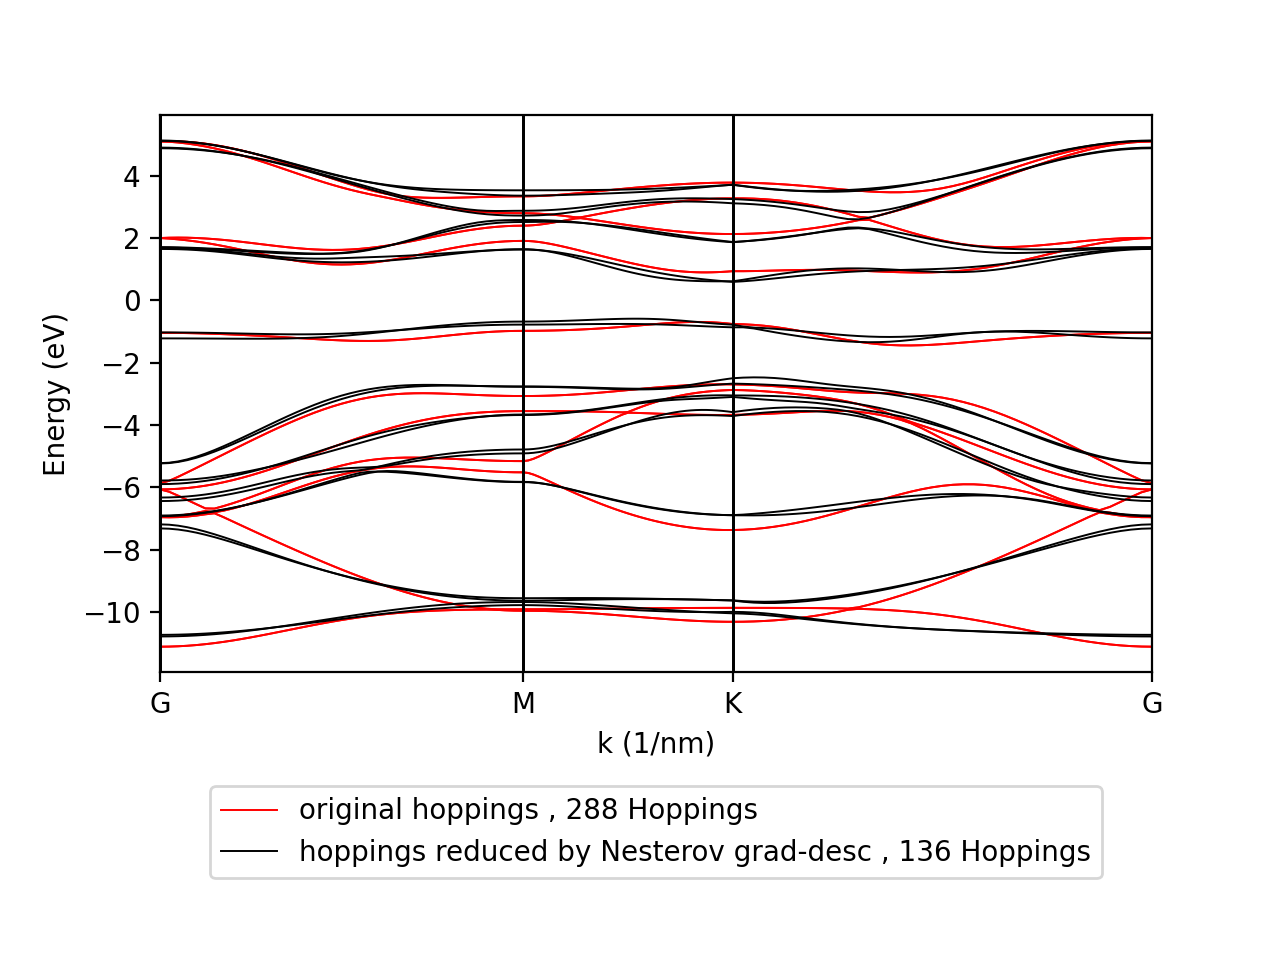 4
2
0
−2
−4
−6
−8
−10
Energy (eV)
G M K G
k (1/nm)
original hoppings , 288 Hoppings
hoppings reduced by Nesterov grad-desc , 136 Hoppings